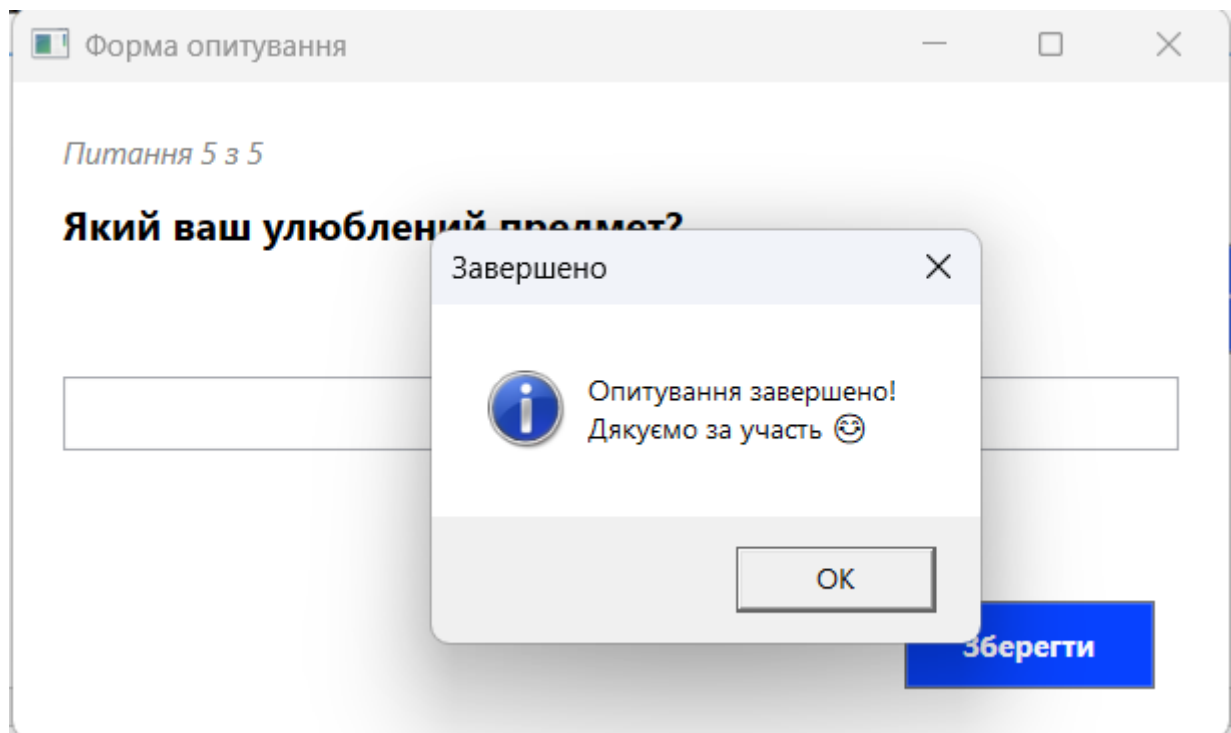 Форма опитування
Питання 5 з 5
Який ваш улюблений предмет?
Завершено
Опитування завершено!
Дякуємо за участь 😊
OK
Зберегти